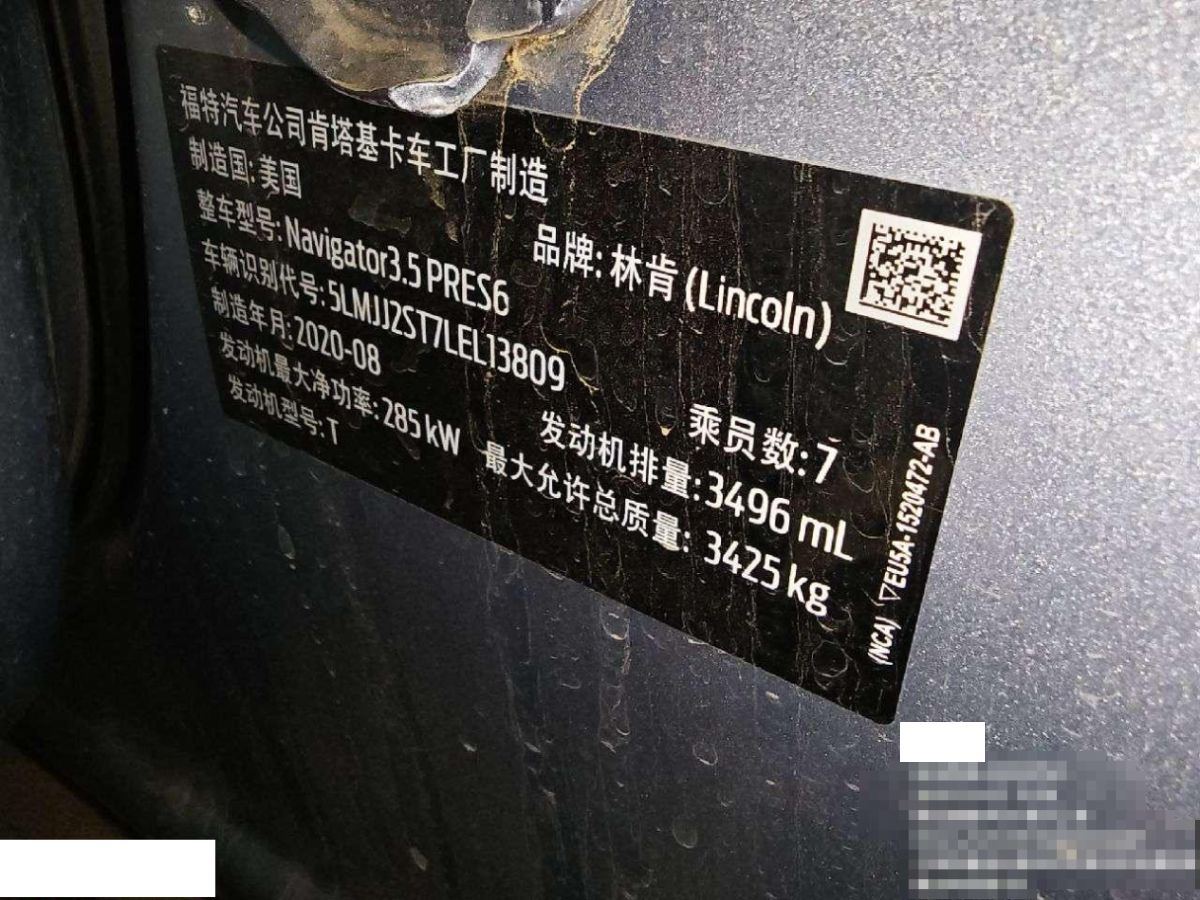 福特汽车公司肯塔基卡车工厂制造
制造国: 美国
品牌: 林肯 (Lincoln)
整车型号: Navigator3.5 PRES6
车辆识别代号: 5LMJJ2ST7LEL13809
制造年月: 2020-08
乘员数: 7
发动机最大净功率: 285 kW
发动机排量: 3496 mL
发动机型号: T
最大允许总质量: 3425 kg
(NCA) ▽EU5A-1520472-AB